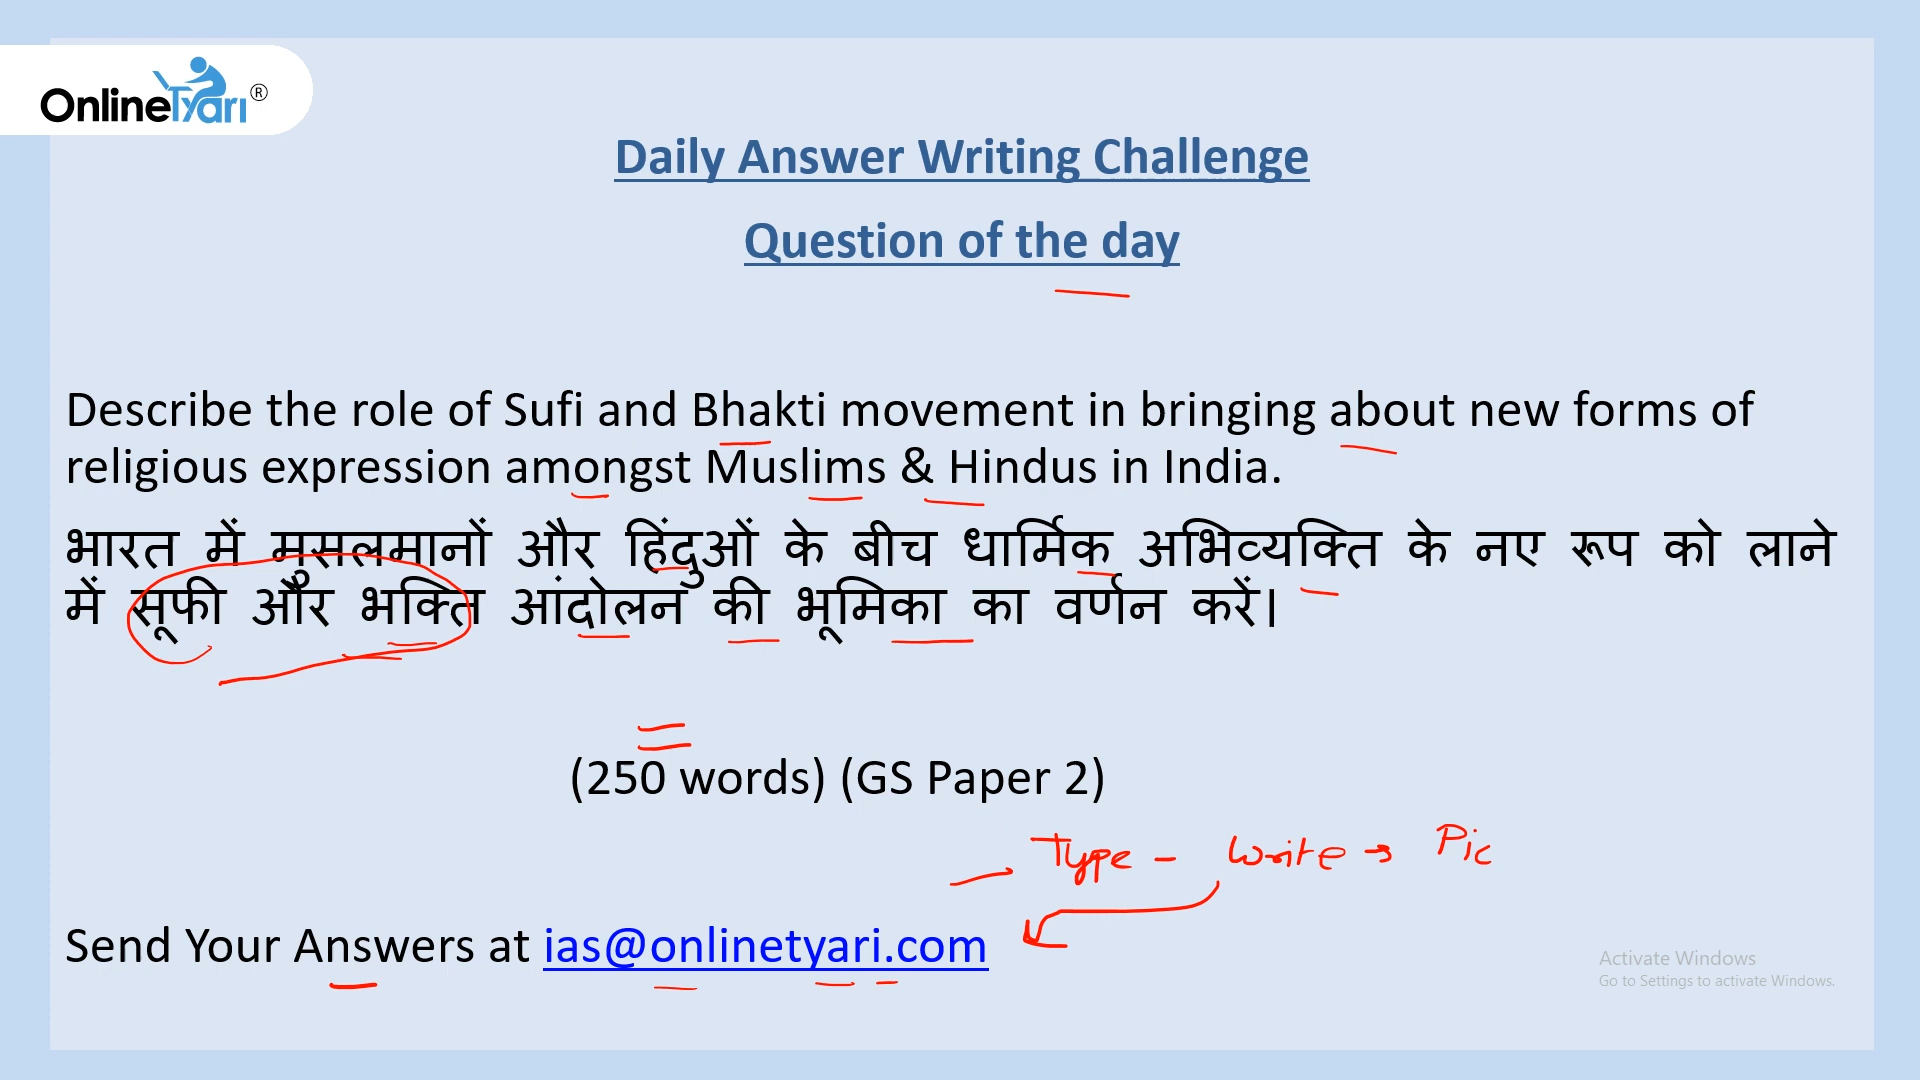 OnlineTyari®
Daily Answer Writing Challenge
Question of the day
Describe the role of Sufi and Bhakti movement in bringing about new forms of
religious expression amongst Muslims & Hindus in India.
भारत में मुसलमानों और हिंदुओं के बीच धार्मिक अभिव्यक्ति के नए रूप को लाने
में सूफी और भक्ति आंदोलन की भूमिका का वर्णन करें।
(250 words) (GS Paper 2)
Type - Write → Pic
Send Your Answers at ias@onlinetyari.com
Activate Windows
Go to Settings to activate Windows.